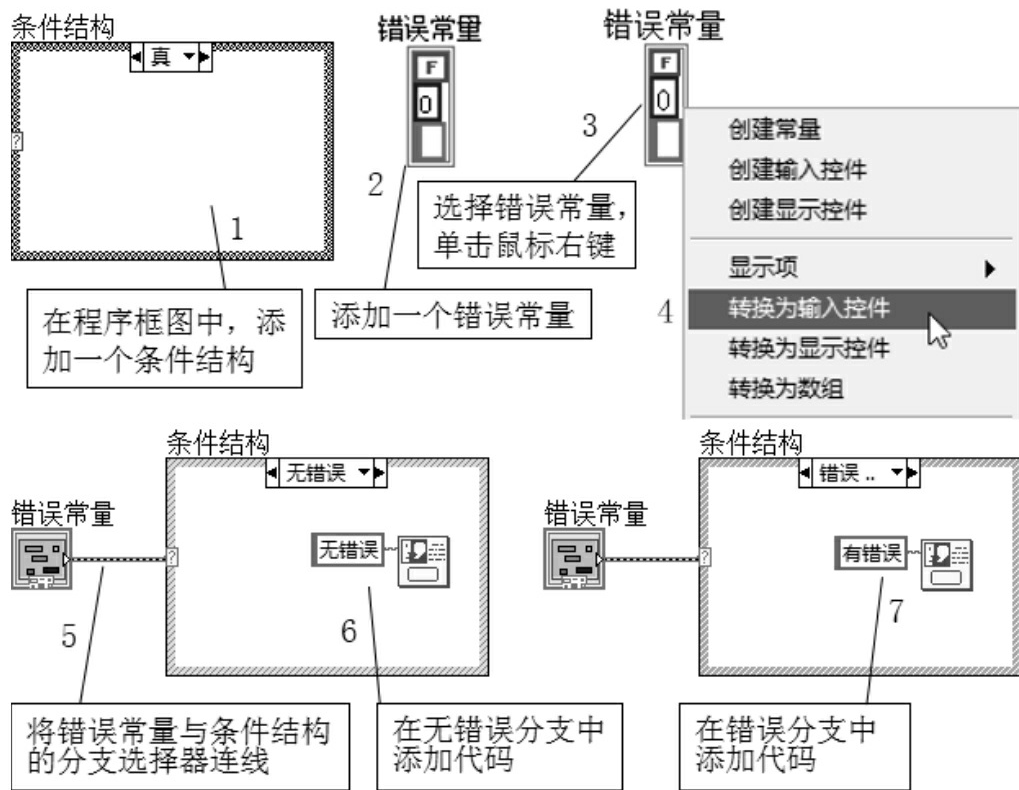 条件结构
真
?
1
在程序框图中，添
加一个条件结构
错误常量
F
0
2
添加一个错误常量
错误常量
F
0
3
选择错误常量，
单击鼠标右键
4
创建常量
创建输入控件
创建显示控件
显示项
转换为输入控件
转换为显示控件
转换为数组
条件结构
无错误
错误常量
?
无错误
5
6
将错误常量与条件结构
的分支选择器连线
在无错误分支中
添加代码
条件结构
错误 ..
错误常量
?
有错误
7
在错误分支中
添加代码